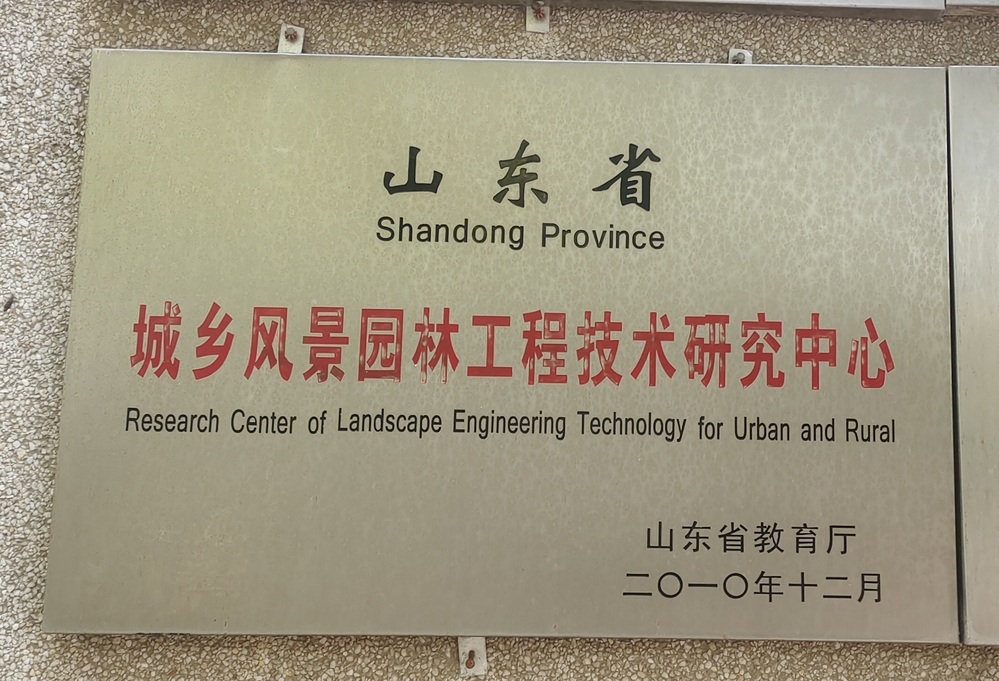 山东省
Shandong Province
城乡风景园林工程技术研究中心
Research Center of Landscape Engineering Technology for Urban and Rural
山东省教育厅
二〇一〇年十二月